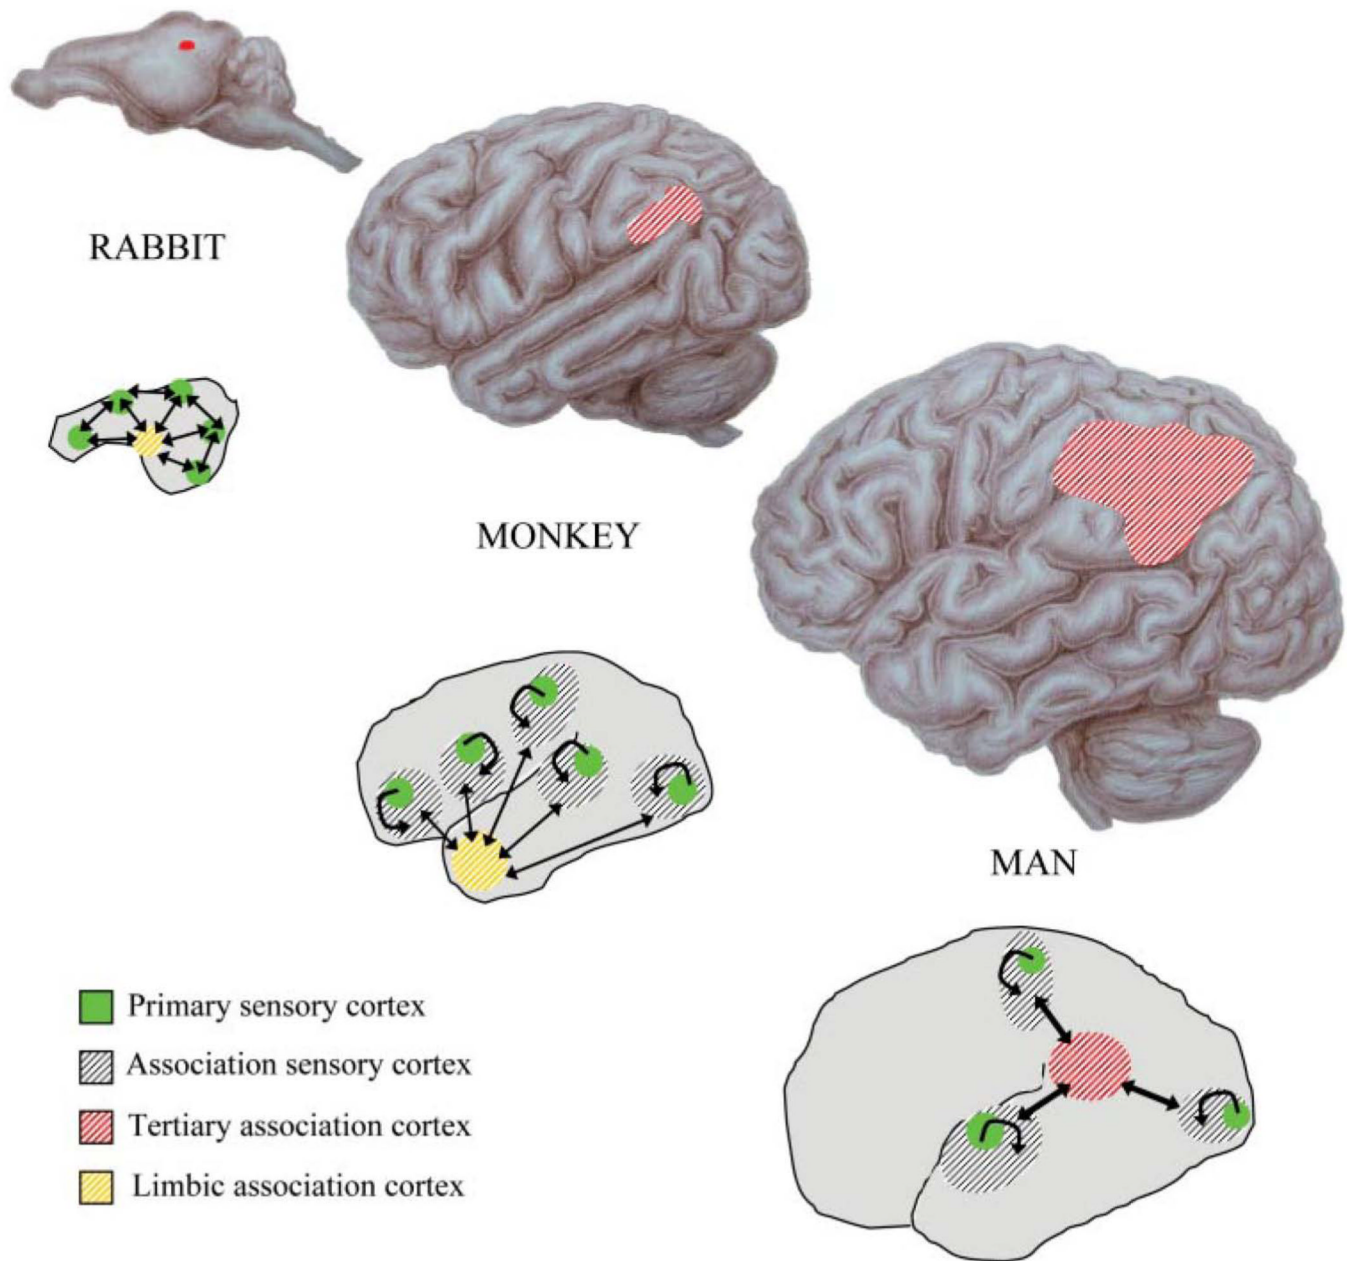 RABBIT
MONKEY
MAN
Primary sensory cortex
Association sensory cortex
Tertiary association cortex
Limbic association cortex